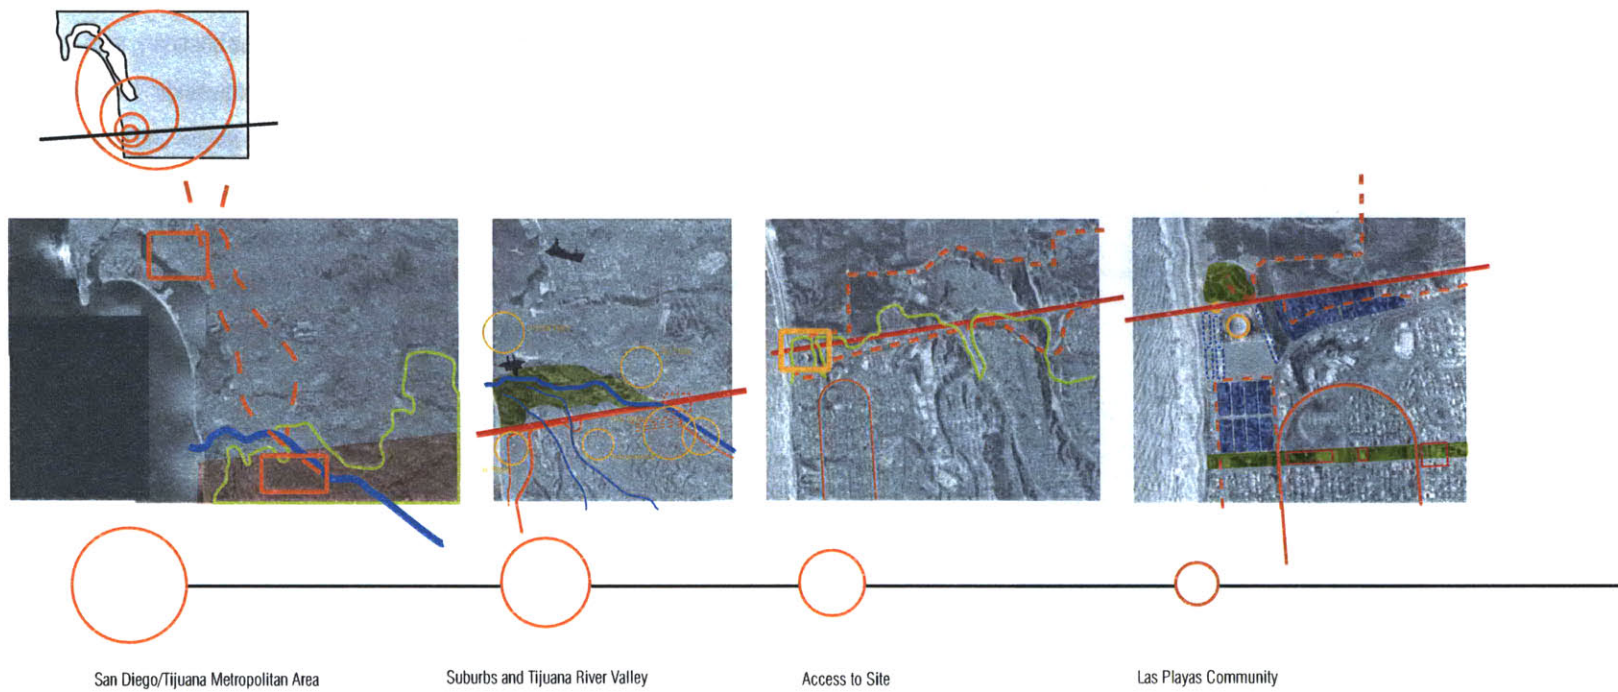 San Diego/Tijuana Metropolitan Area
Suburbs and Tijuana River Valley
Access to Site
Las Playas Community